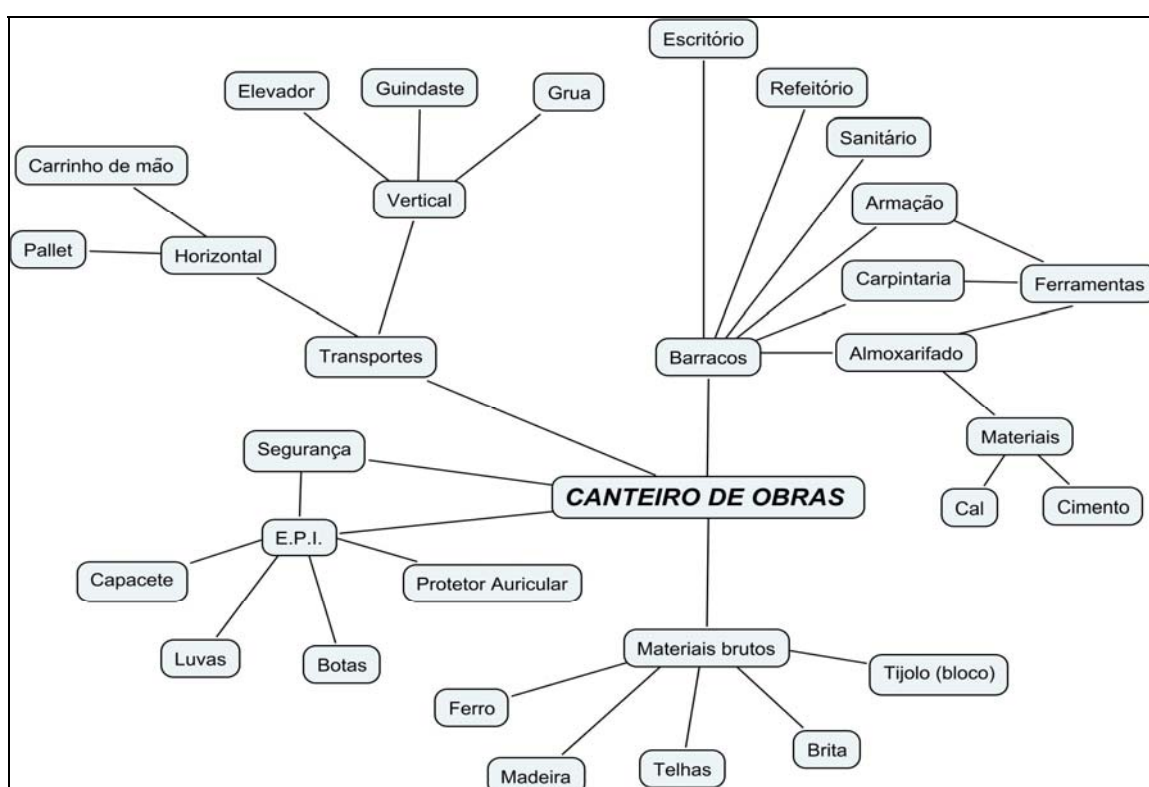 Escritório
Elevador
Guindaste
Grua
Refeitório
Sanitário
Carrinho de mão
Vertical
Armação
Pallet
Horizontal
Carpintaria
Ferramentas
Transportes
Barracos
Almoxarifado
Segurança
Materiais
CANTEIRO DE OBRAS
Cal
Cimento
E.P.I.
Capacete
Protetor Auricular
Luvas
Botas
Materiais brutos
Tijolo (bloco)
Ferro
Brita
Madeira
Telhas